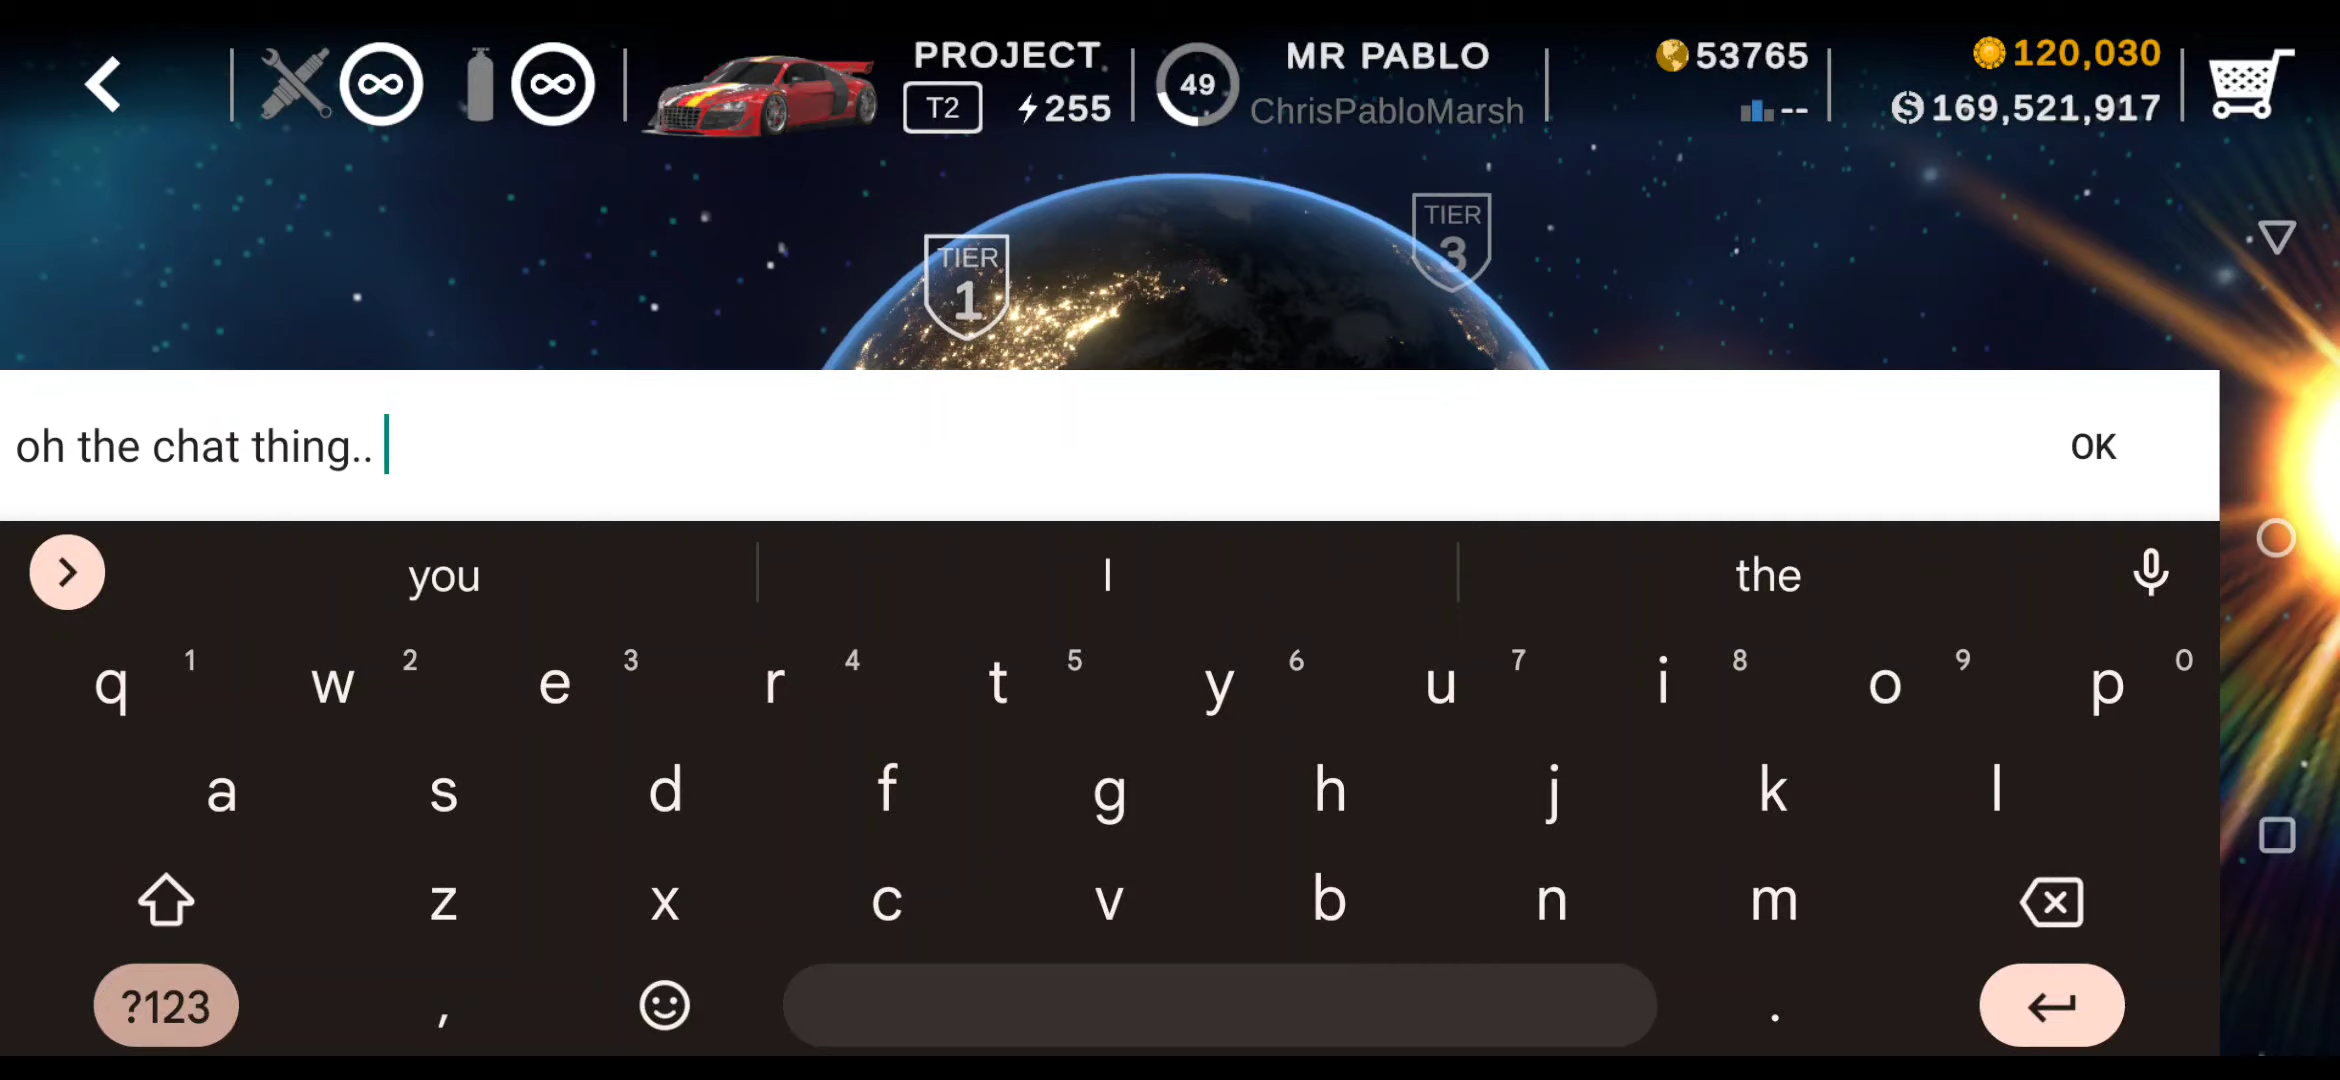 PROJECT.
T2
255
49
MR PABLO
ChrisPabloMarsh
53765
--
120,030
169,521,917
TIER
1
TIER
3
oh the chat thing..
OK
you
I
the
q 1 w 2 e 3 r 4 t 5 y 6 u 7 i 8 o 9 p 0
a s d f g h j k l
z x c v b n m
?123 , .